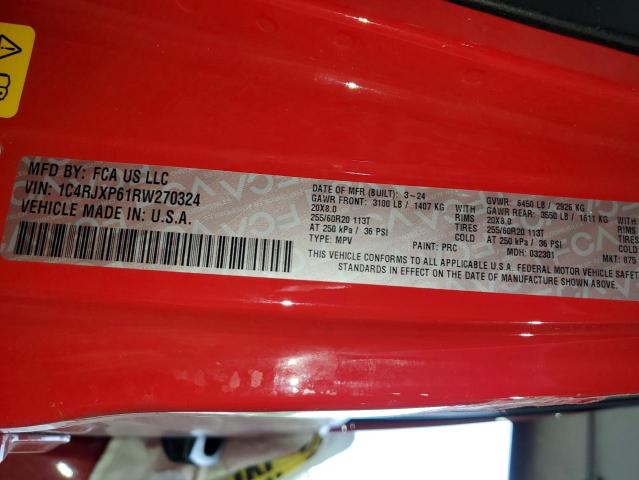 MFD BY: FCA US LLC
VIN: 1C4RJXP61RW270324
VEHICLE MADE IN: U.S.A.
DATE OF MFR (BUILT): 3-24 GVWR: 6450 LB / 2926 KG
GAWR FRONT: 3100 LB / 1407 KG WITH GAWR REAR: 3550 LB / 1611 KG WITH
20X8.0 RIMS 20X8.0 RIMS
255/60R20 113T TIRES 255/60R20 113T TIRES
AT 250 kPa / 36 PSI COLD AT 250 kPa / 36 PSI COLD
TYPE: MPV PAINT: PRC MDH: 032301 MKT: 875
THIS VEHICLE CONFORMS TO ALL APPLICABLE U.S.A. FEDERAL MOTOR VEHICLE SAFETY
STANDARDS IN EFFECT ON THE DATE OF MANUFACTURE SHOWN ABOVE.